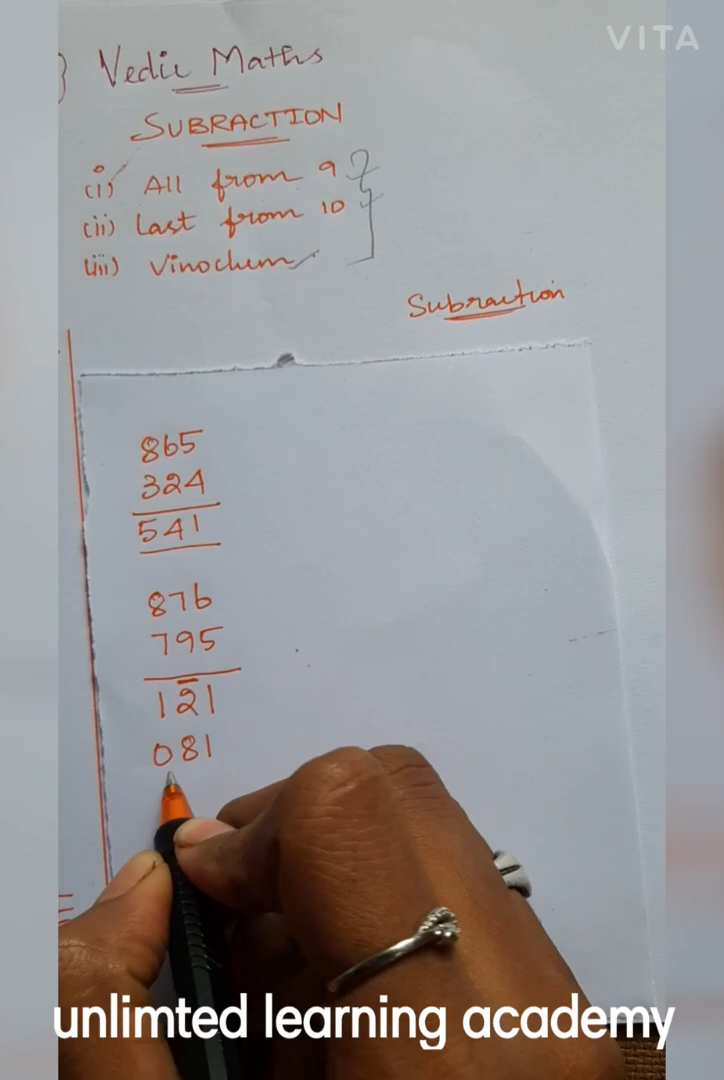 VITA
) Vedic Maths
SUBRACTION
(i) All from 9
(ii) Last from 10
(iii) Vinoclum
Subraction
865
324
541
876
795
12̅1
081
unlimted learning academy